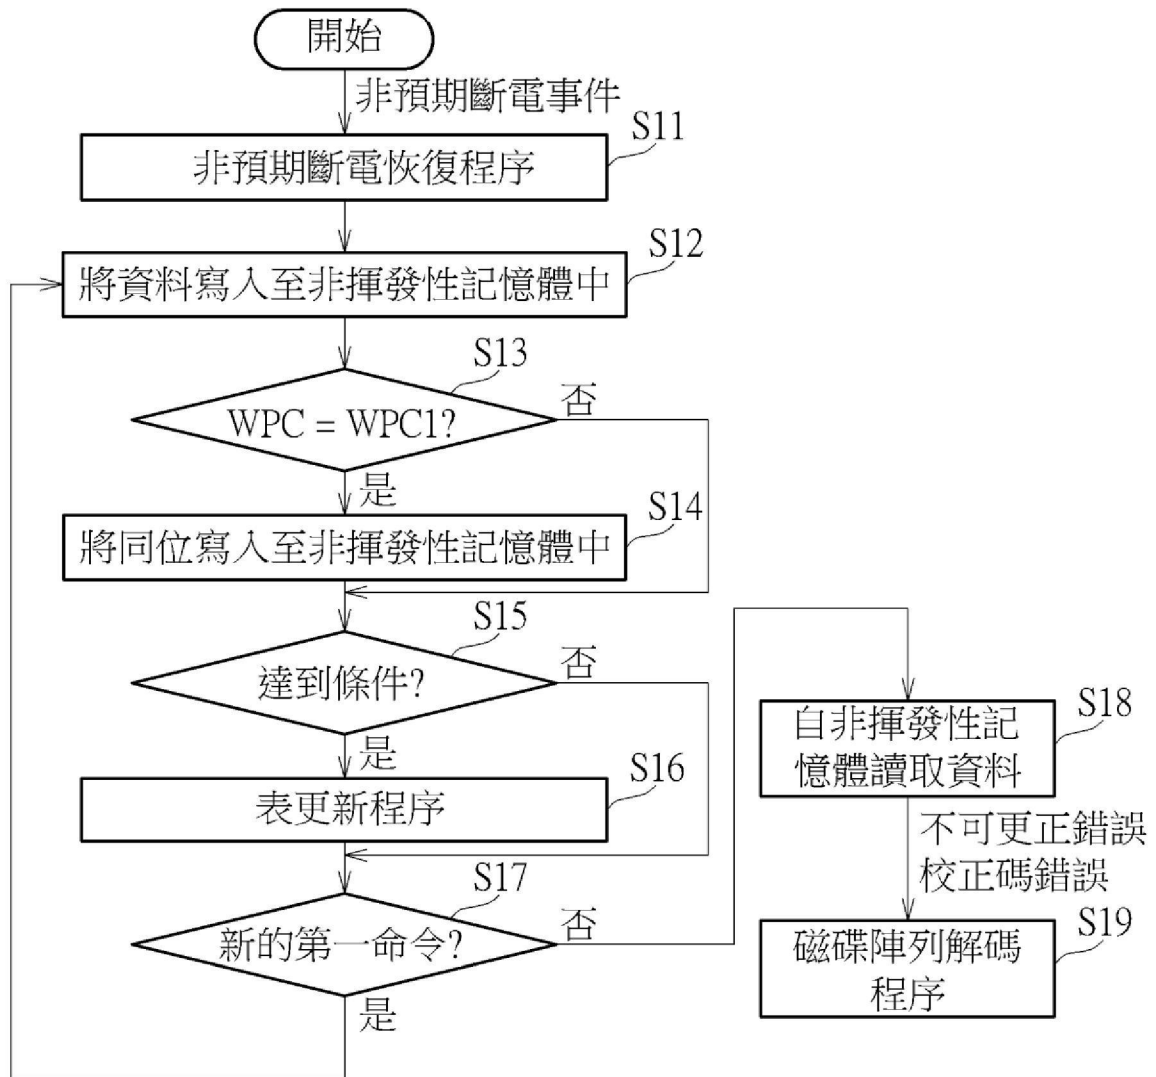 開始
非預期斷電事件
S11
非預期斷電恢復程序
S12
將資料寫入至非揮發性記憶體中
S13
WPC = WPC1?
否
是
S14
將同位寫入至非揮發性記憶體中
S15
達到條件?
否
是
S16
表更新程序
S17
新的第一命令?
否
是
S18
自非揮發性記
憶體讀取資料
不可更正錯誤
校正碼錯誤
S19
磁碟陣列解碼
程序